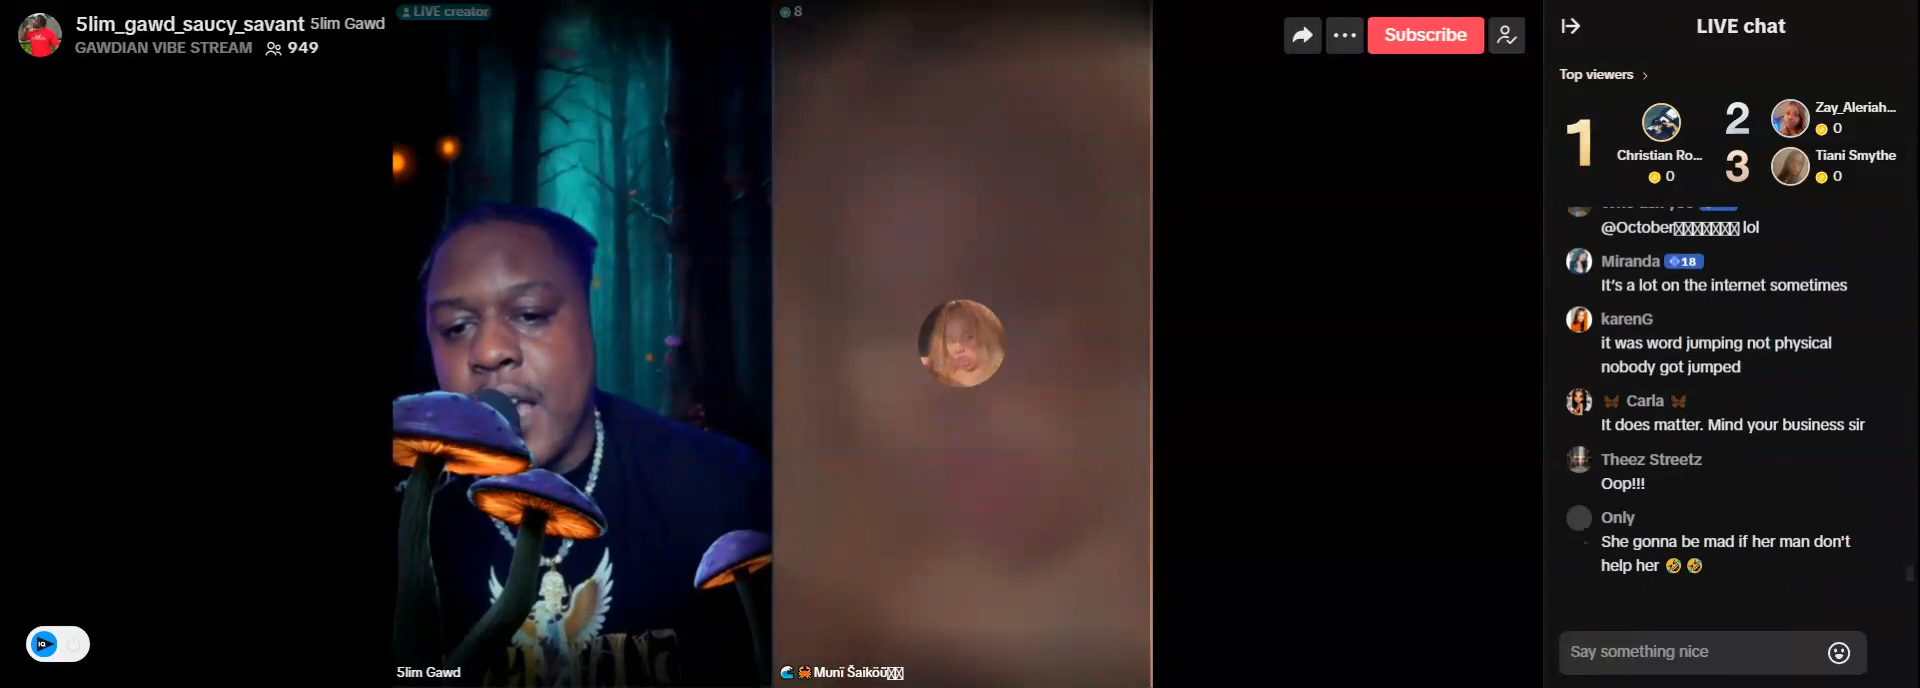 5lim_gawd_saucy_savant 5lim Gawd
GAWDIAN VIBE STREAM 949
LIVE creator
8
Subscribe
LIVE chat
Top viewers
1
Christian Ro...
0
2
Zay_Aleriah...
0
3
Tiani Smythe
0
@October lol
Miranda 18
It's a lot on the internet sometimes
karenG
it was word jumping not physical
nobody got jumped
Carla
It does matter. Mind your business sir
Theez Streetz
Oop!!!
Only
She gonna be mad if her man don't
help her 🤣 🤣
Say something nice
5lim Gawd
🌊 🦀 Munï Šaiköū